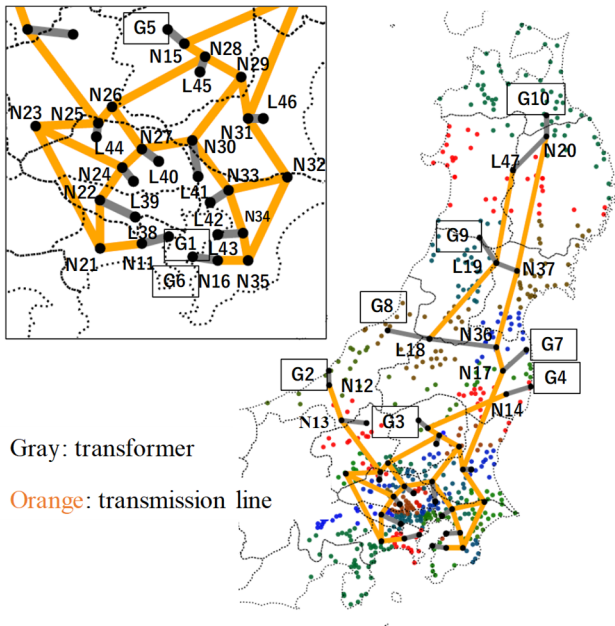 G5
N15
N28
N29
L45
N26
L46
N23
N25
N31
N27
L44
N30
N32
N24
L40
N33
N22
L41
L39
L42
N34
L38
G1
L43
N21
N11
G6
N16
N35
G10
L47
N20
G9
L19
N37
G8
L18
N36
G7
N17
G2
N12
G4
N14
N13
G3
Gray: transformer
Orange: transmission line